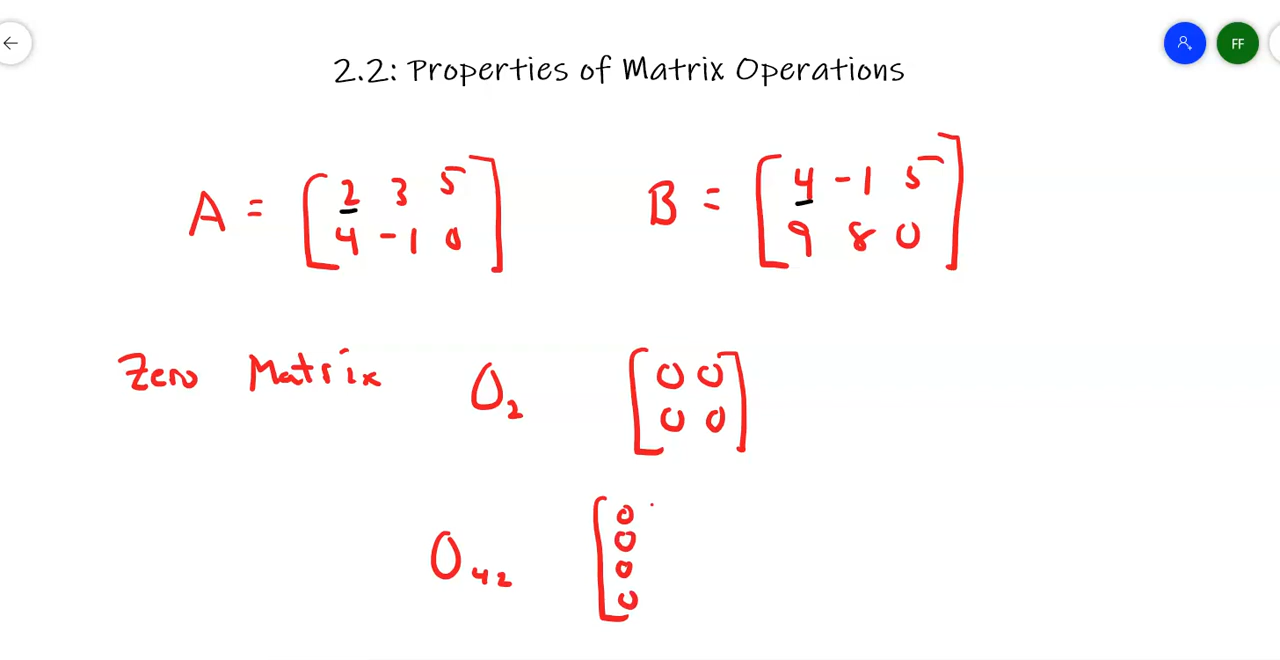 FF
2.2: Properties of Matrix Operations
A = [ 2 3 5
4 -1 0 ]
B = [ 4 -1 5
9 8 0 ]
Zero Matrix O₂ [ 0 0
0 0 ]
O₄₂ [ 0
0
0
0